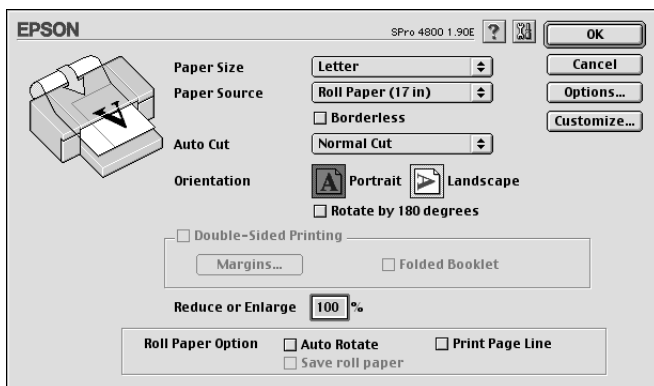 EPSON
SPro 4800 1.90E
?
OK
Paper Size
Letter
Cancel
Paper Source
Roll Paper (17 in)
Options...
Borderless
Customize...
Auto Cut
Normal Cut
Orientation
A Portrait A Landscape
Rotate by 180 degrees
Double-Sided Printing
Margins...
Folded Booklet
Reduce or Enlarge 100 %
Roll Paper Option
Auto Rotate
Print Page Line
Save roll paper
A